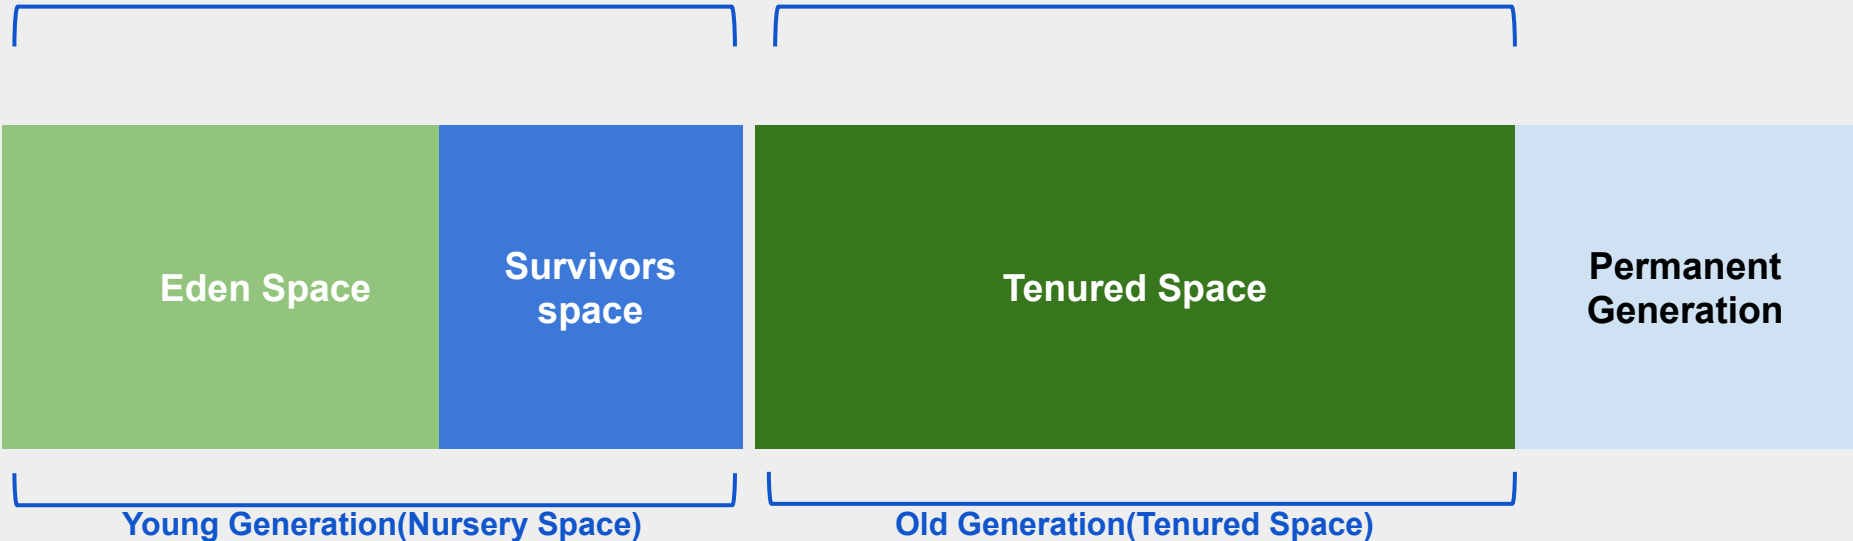 Eden Space
Survivors
space
Tenured Space
Permanent
Generation
Young Generation(Nursery Space)
Old Generation(Tenured Space)